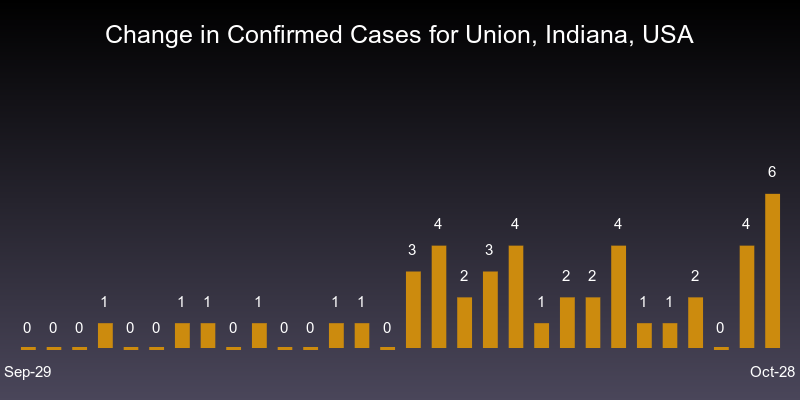 Change in Confirmed Cases for Union, Indiana, USA
6
4 4 4 4
3 3
2 2 2 2
1 1 1 1 1 1 1 1 1
0 0 0 0 0 0 0 0 0 0
Sep-29 Oct-28